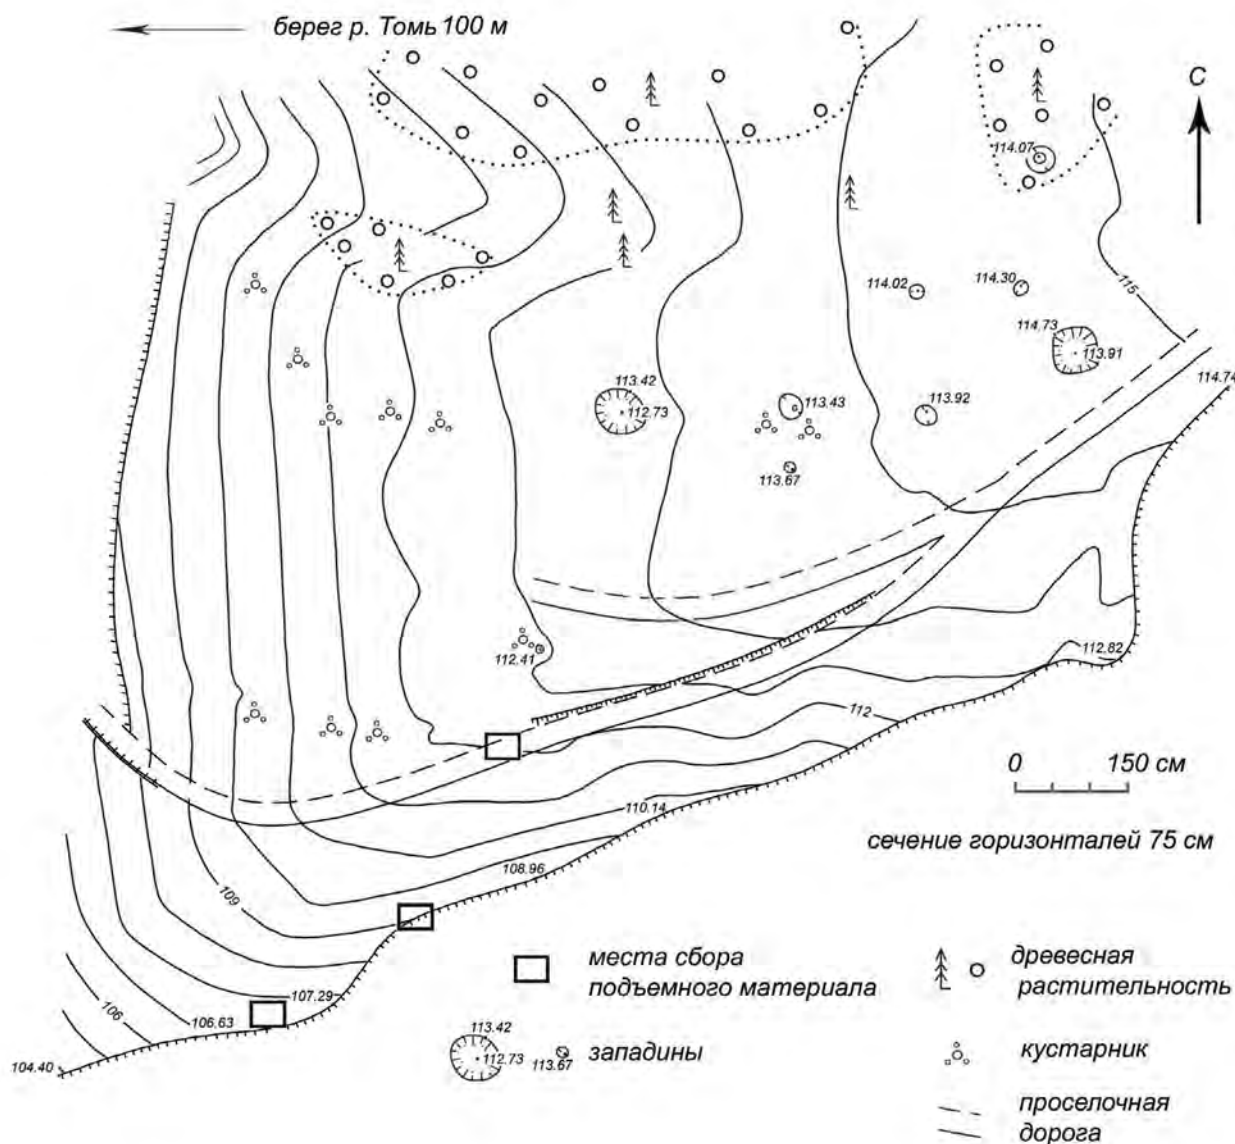 берег р. Томь 100 м
С
114.07
114.02
114.30
115
114.73
113.91
114.74
113.42
112.73
113.43
113.92
113.67
112.41
112.82
112
0 150 см
110.14
сечение горизонталей 75 см
108.96
109
места сбора
подъемного материала
древесная
растительность
107.29
106.63
106
104.40
113.42
112.73
113.67
западины
кустарник
проселочная
дорога